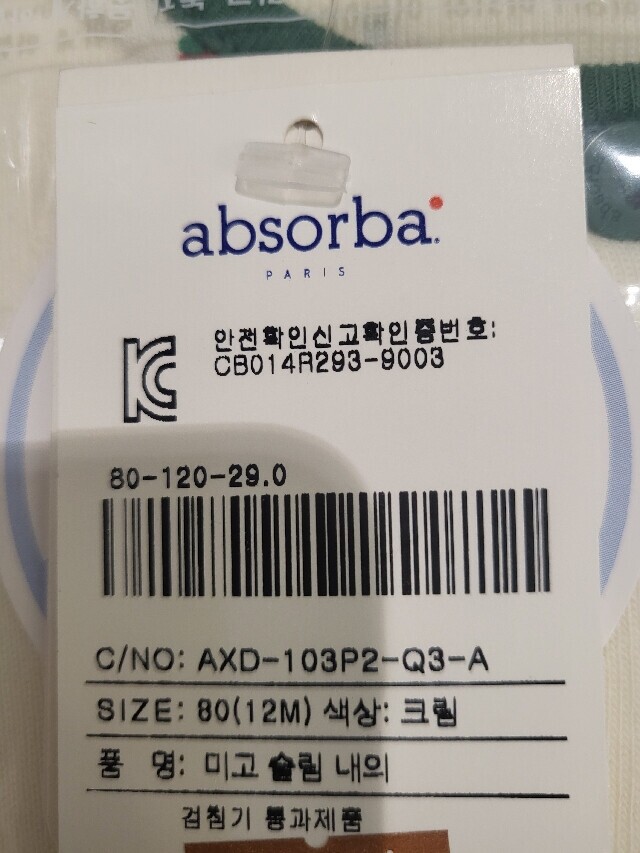 absorba
PARIS
안전확인신고확인증번호:
CB014R293-9003
80-120-29.0
C/NO: AXD-103P2-Q3-A
SIZE: 80(12M) 색상: 크림
품 명: 미고 슬림 내의
검침기 통과제품